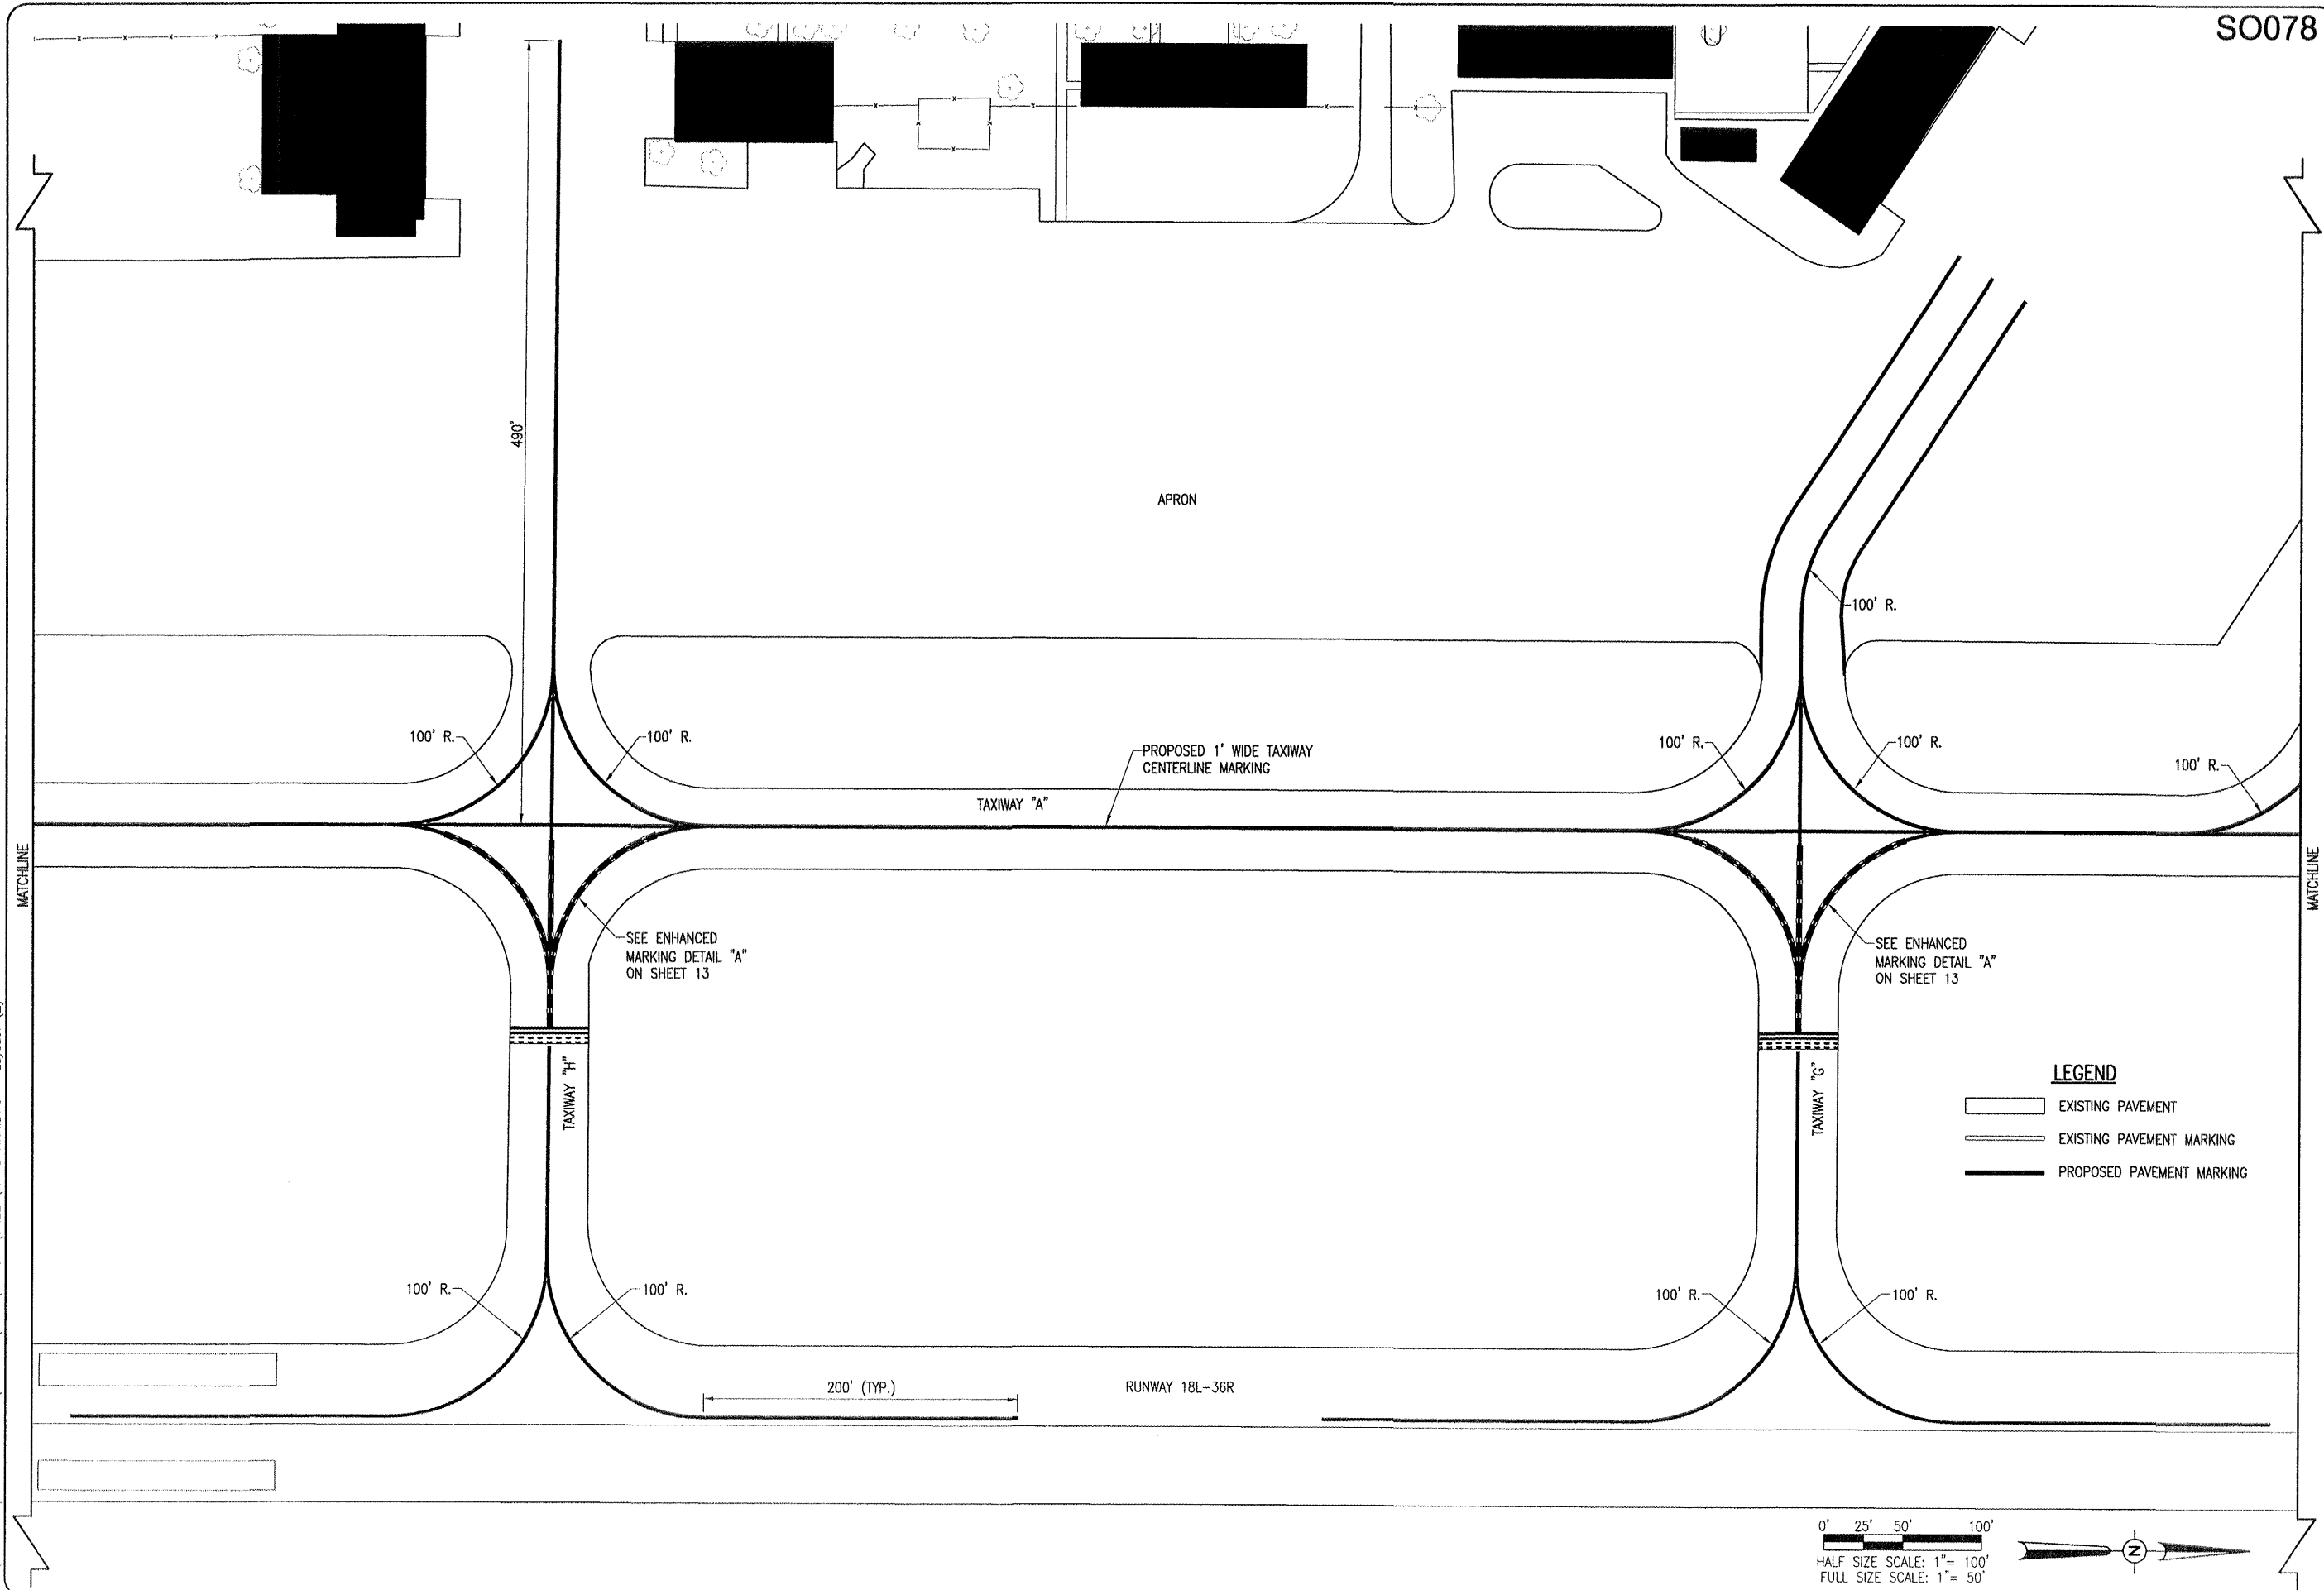 SO078
490'
APRON
100' R.
100' R.
100' R.
100' R.
100' R.
100' R.
PROPOSED 1' WIDE TAXIWAY
CENTERLINE MARKING
TAXIWAY "A"
MATCHLINE
MATCHLINE
SEE ENHANCED
MARKING DETAIL "A"
ON SHEET 13
SEE ENHANCED
MARKING DETAIL "A"
ON SHEET 13
TAXIWAY "H"
TAXIWAY "G"
LEGEND
EXISTING PAVEMENT
EXISTING PAVEMENT MARKING
PROPOSED PAVEMENT MARKING
100' R.
100' R.
100' R.
100' R.
200' (TYP.)
RUNWAY 18L-36R
0' 25' 50' 100'
HALF SIZE SCALE: 1"= 100'
FULL SIZE SCALE: 1"= 50'
N